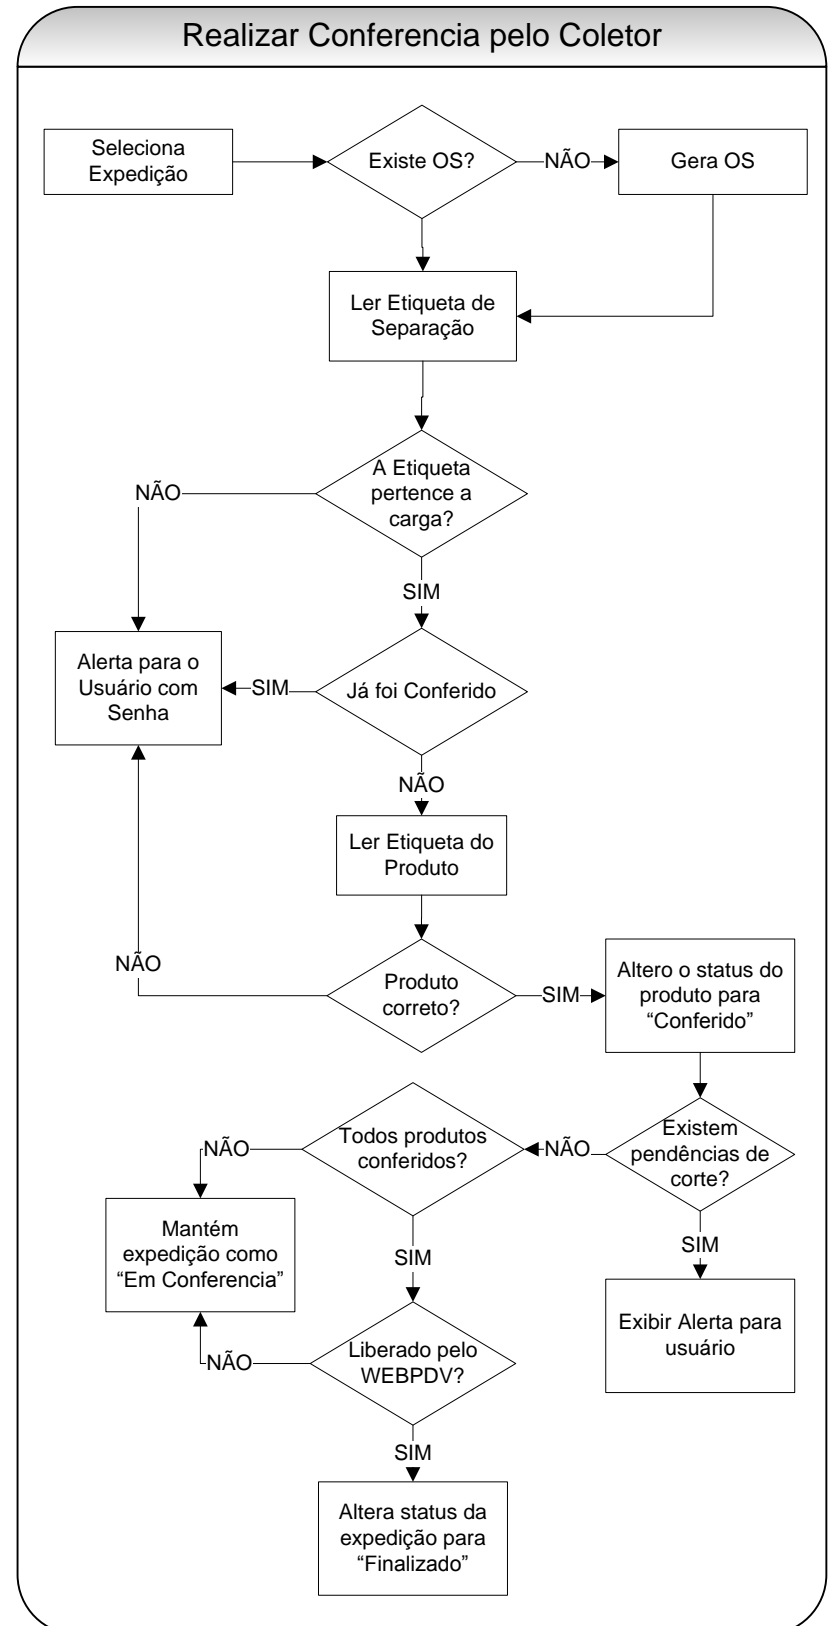 Realizar Conferencia pelo Coletor
Seleciona
Expedição
Existe OS?
NÃO
Gera OS
Ler Etiqueta de
Separação
A Etiqueta
pertence a
carga?
NÃO
SIM
Alerta para o
Usuário com
Senha
SIM
Já foi Conferido
NÃO
Ler Etiqueta do
Produto
NÃO
Produto
correto?
SIM
Altero o status do
produto para
“Conferido”
Todos produtos
conferidos?
NÃO
NÃO
Existem
pendências de
corte?
Mantém
expedição como
“Em Conferencia”
SIM
SIM
Exibir Alerta para
usuário
NÃO
Liberado pelo
WEBPDV?
SIM
Altera status da
expedição para
“Finalizado”